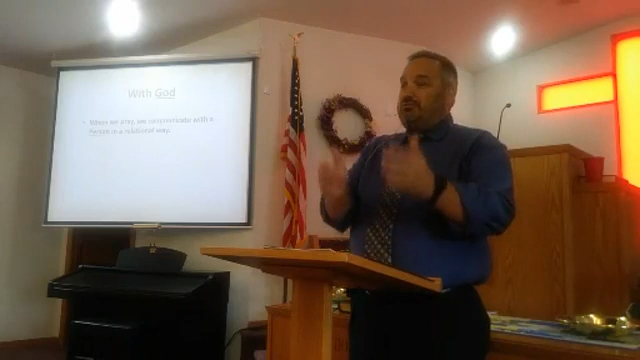 With God
• When we pray, we communicate with a
Person in a relational way.